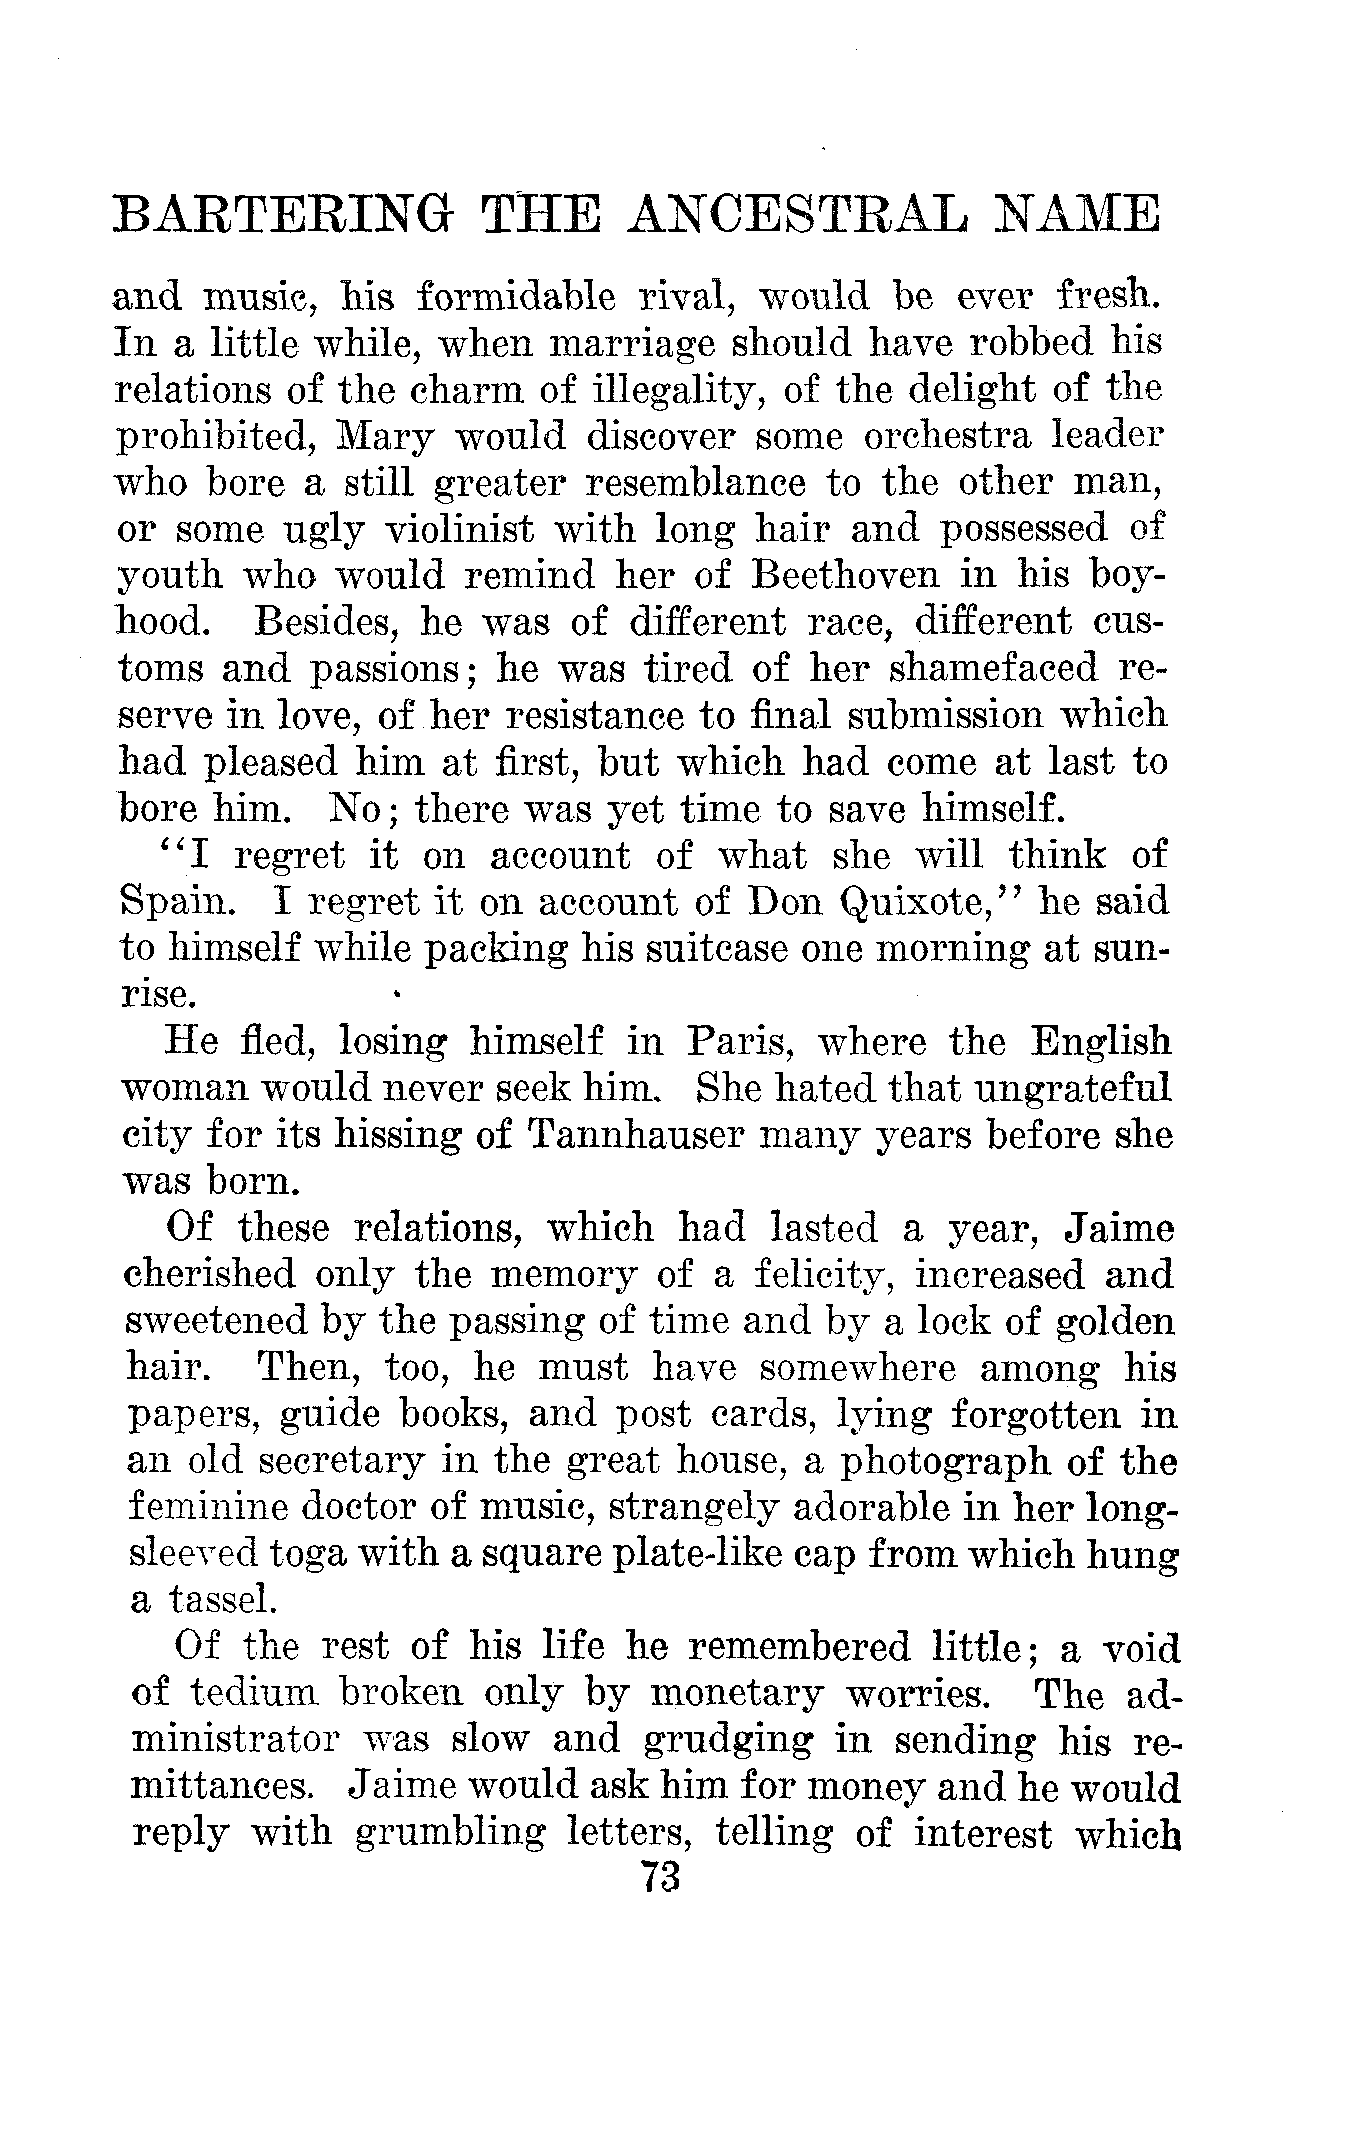 BARTERING THE ANCESTRAL NAME
and music, his formidable rival, would be ever fresh.
In a little while, when marriage should have robbed his
relations of the charm of illegality, of the delight of the
prohibited, Mary would discover some orchestra leader
who bore a still greater resemblance to the other man,
or some ugly violinist with long hair and possessed of
youth who would remind her of Beethoven in his boy-
hood. Besides, he was of different race, different cus-
toms and passions; he was tired of her shamefaced re-
serve in love, of her resistance to final submission which
had pleased him at first, but which had come at last to
bore him. No; there was yet time to save himself.
"I regret it on account of what she will think of
Spain. I regret it on account of Don Quixote," he said
to himself while packing his suitcase one morning at sun-
rise.
He fled, losing himself in Paris, where the English
woman would never seek him. She hated that ungrateful
city for its hissing of Tannhauser many years before she
was born.
Of these relations, which had lasted a year, Jaime
cherished only the memory of a felicity, increased and
sweetened by the passing of time and by a lock of golden
hair. Then, too, he must have somewhere among his
papers, guide books, and post cards, lying forgotten in
an old secretary in the great house, a photograph of the
feminine doctor of music, strangely adorable in her long-
sleeved toga with a square plate-like cap from which hung
a tassel.
Of the rest of his life he remembered little; a void
of tedium broken only by monetary worries. The ad-
ministrator was slow and grudging in sending his re-
mittances. Jaime would ask him for money and he would
reply with grumbling letters, telling of interest which
73